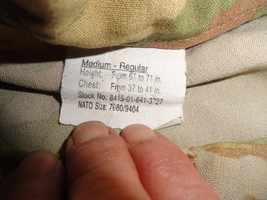 Medium - Regular
Height: From 67 to 71 in.
Chest: From 37 to 41 in.
Stock No. 8415-01-641-3727
NATO Size: 7080/9404